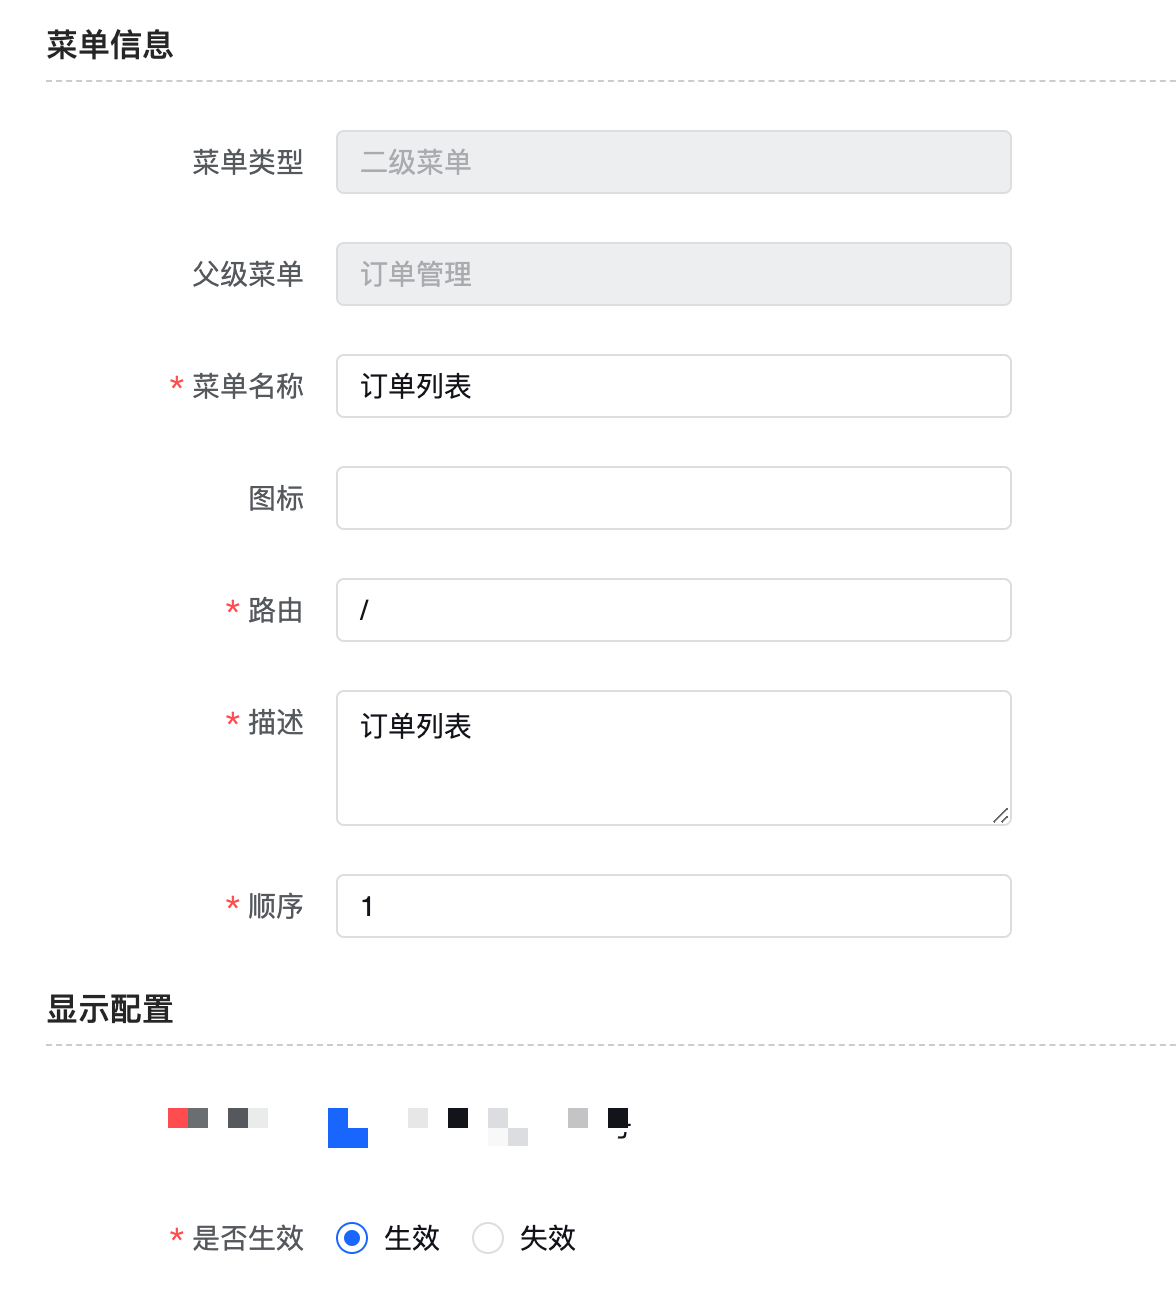 菜单信息
菜单类型 二级菜单
父级菜单 订单管理
* 菜单名称 订单列表
图标
* 路由 /
* 描述 订单列表
* 顺序 1
显示配置
* 是否生效 生效 失效